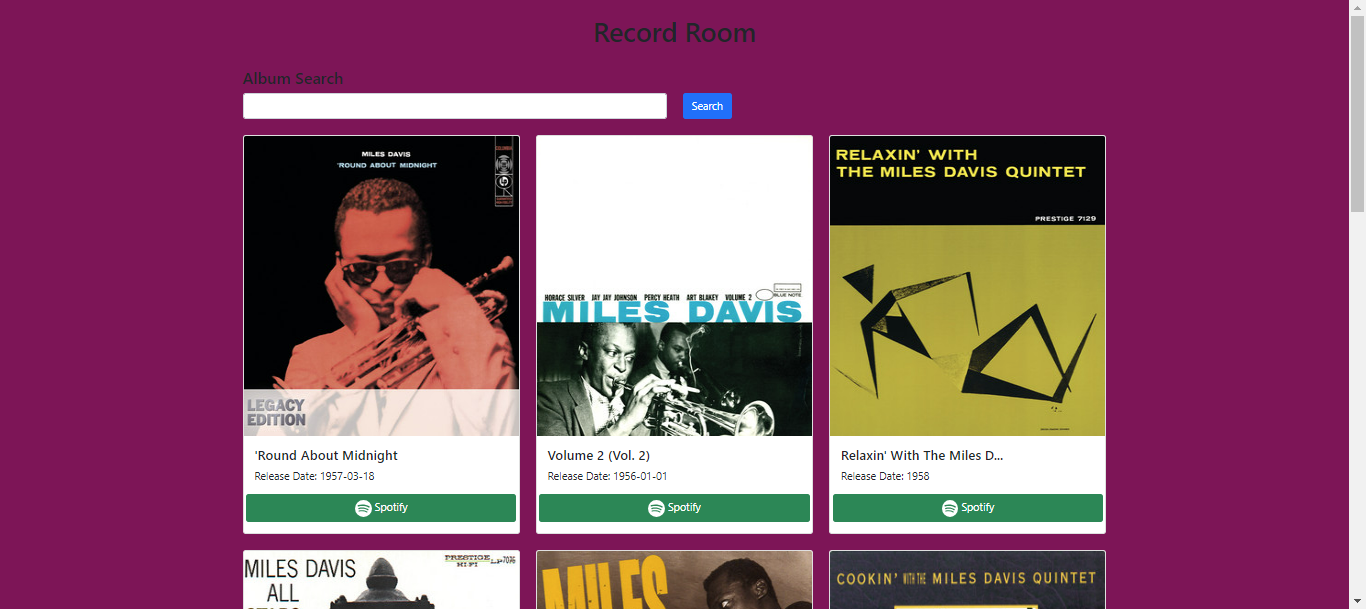 Record Room
Album Search
Search
MILES DAVIS
'ROUND ABOUT MIDNIGHT
COLUMBIA
LEGACY
EDITION
'Round About Midnight
Release Date: 1957-03-18
Spotify
HORACE SILVER JAY JAY JOHNSON PERCY HEATH ART BLAKEY VOLUME 2
BLUE NOTE
MILES DAVIS
Volume 2 (Vol. 2)
Release Date: 1956-01-01
Spotify
RELAXIN' WITH
THE MILES DAVIS QUINTET
PRESTIGE 7129
Relaxin' With The Miles D...
Release Date: 1958
Spotify
MILES DAVIS
ALL
PRESTIGE LP 7076
HI-FI
MILES
COOKIN' WITH THE MILES DAVIS QUINTET